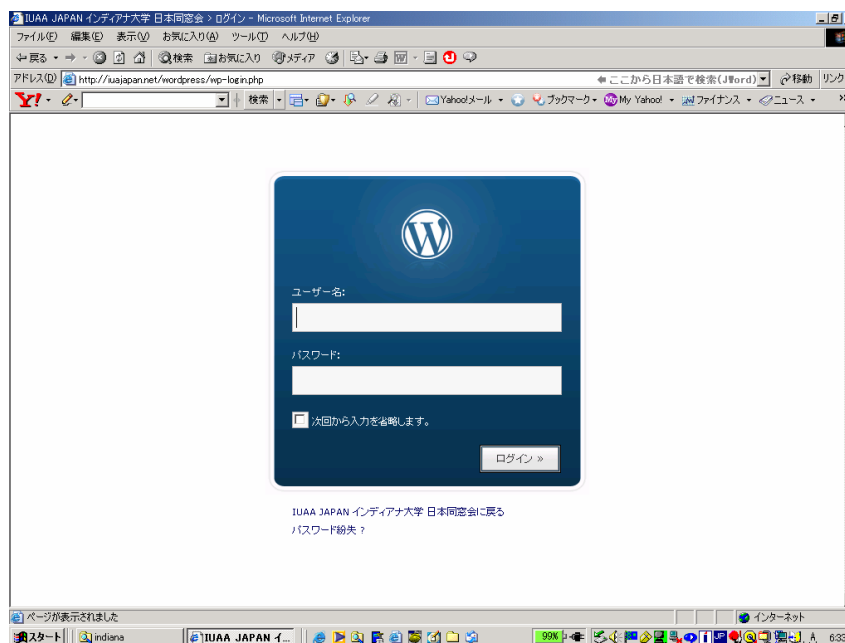 IUAA JAPAN インディアナ大学 日本同窓会 > ログイン - Microsoft Internet Explorer
ファイル(F) 編集(E) 表示(V) お気に入り(A) ツール(T) ヘルプ(H)
戻る 検索 お気に入り メディア
アドレス(D) http://iuajapan.net/wordpress/wp-login.php ここから日本語で検索(JWord) 移動 リンク
Y! 検索 Yahoo!メール ブックマーク My Yahoo! ファイナンス ニュース »
W
ユーザー名:
パスワード:
次回から入力を省略します。
ログイン »
IUAA JAPAN インディアナ大学 日本同窓会に戻る
パスワード紛失 ?
ページが表示されました インターネット
スタート indiana IUAA JAPAN イ... 99% A 6:33